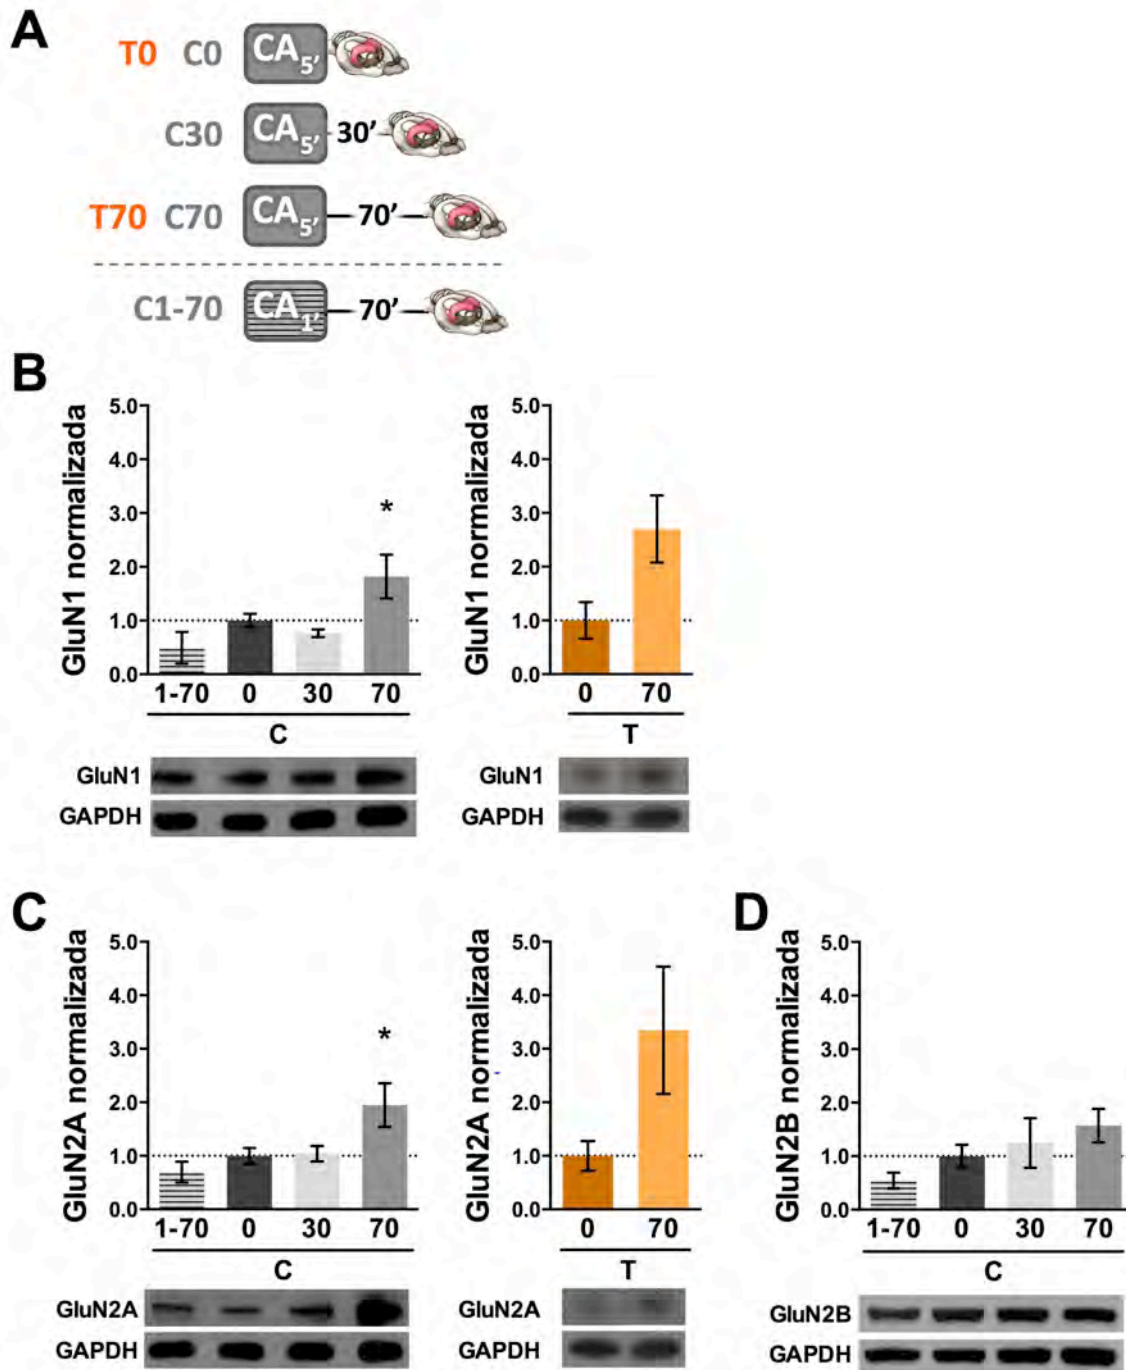 A
T0 C0 CA5'
C30 CA5' 30'
T70 C70 CA5' 70'
C1-70 CA1' 70'
B
GluN1 normalizada
5.0
4.0
3.0
2.0
1.0
0.0
*
1-70 0 30 70
C
GluN1
GAPDH
GluN1 normalizada
5.0
4.0
3.0
2.0
1.0
0.0
0 70
T
GluN1
GAPDH
C
GluN2A normalizada
5.0
4.0
3.0
2.0
1.0
0.0
*
1-70 0 30 70
C
GluN2A
GAPDH
GluN2A normalizada
5.0
4.0
3.0
2.0
1.0
0.0
0 70
T
GluN2A
GAPDH
D
GluN2B normalizada
5.0
4.0
3.0
2.0
1.0
0.0
1-70 0 30 70
C
GluN2B
GAPDH